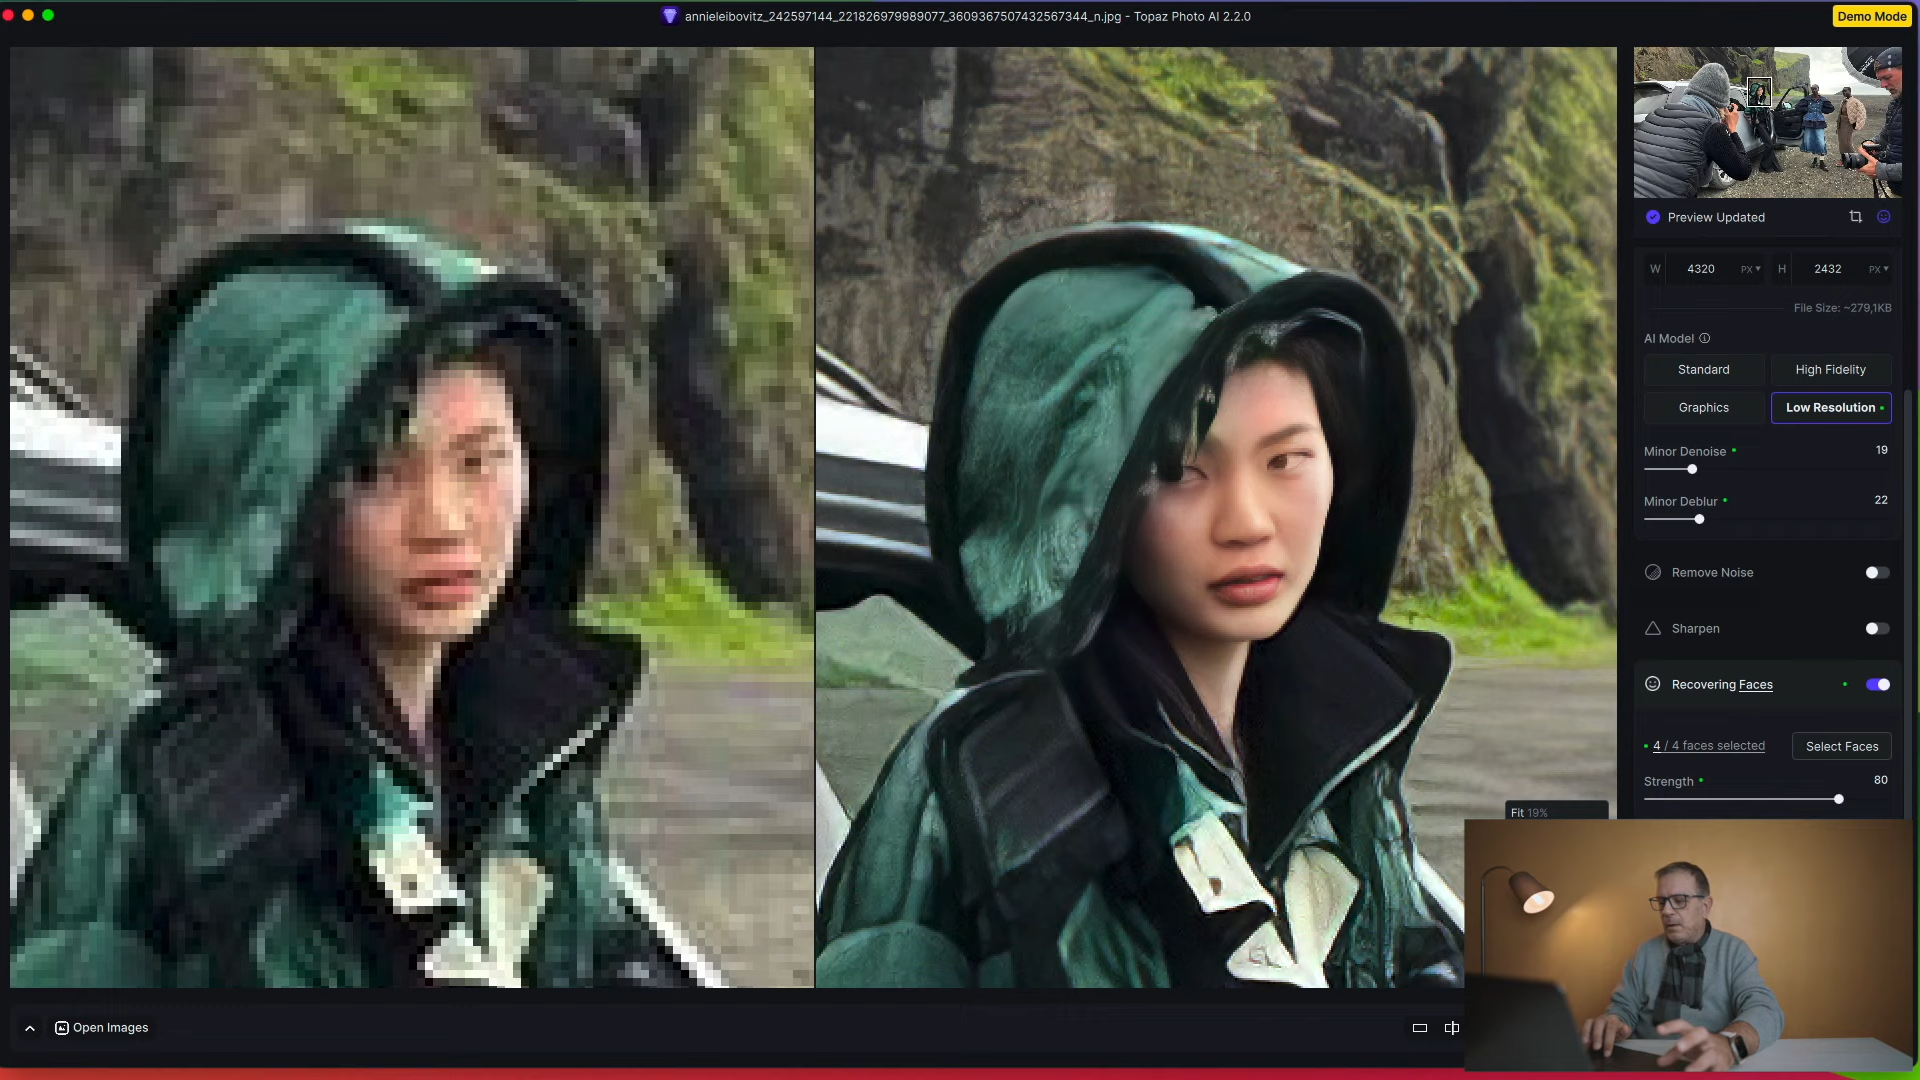 annieleibovitz_242597144_221826979989077_3609367507432567344_n.jpg - Topaz Photo AI 2.2.0
Demo Mode
Preview Updated
W 4320 PX H 2432 PX
File Size: ~279,1KB
AI Model
Standard High Fidelity
Graphics Low Resolution
Minor Denoise 19
Minor Deblur 22
Remove Noise
Sharpen
Recovering Faces
4 / 4 faces selected Select Faces
Strength 80
Fit 19%
Open Images